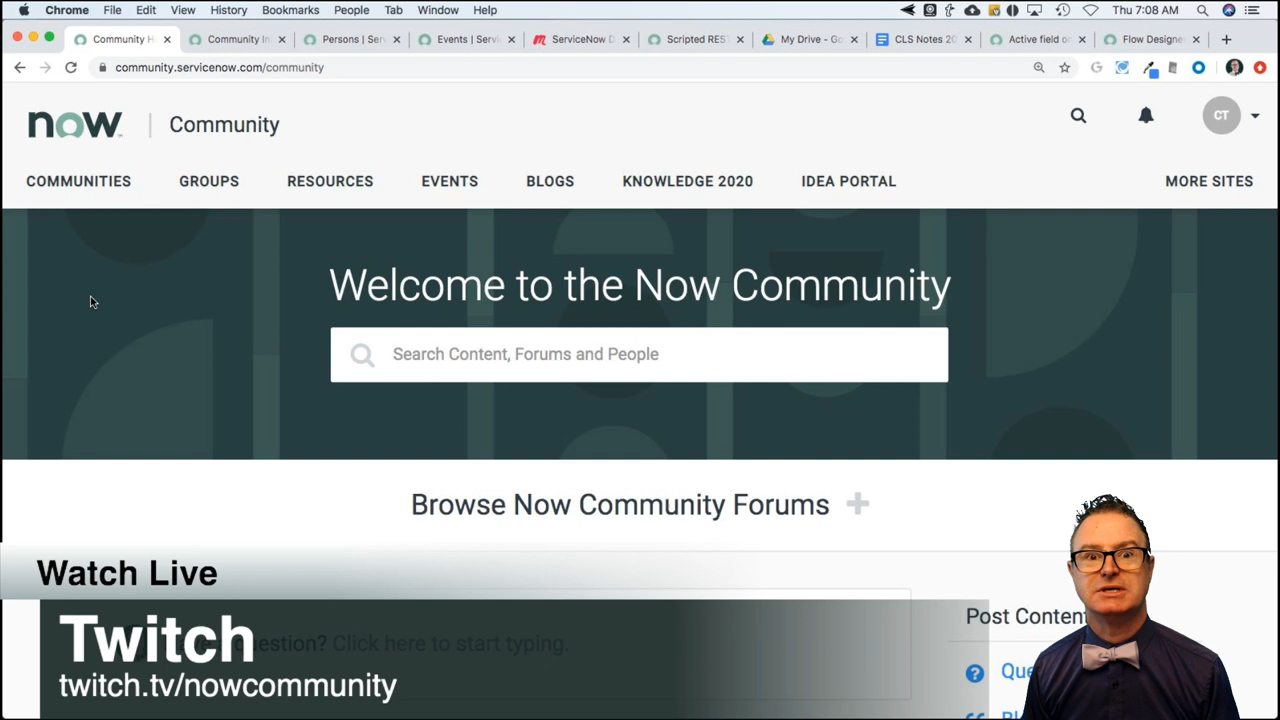 Chrome File Edit View History Bookmarks People Tab Window Help Thu 7:08 AM
Community H Community In Persons | Ser Events | Servi ServiceNow D Scripted RES My Drive - Go CLS Notes 20 Active field o Flow Designe
community.servicenow.com/community
now Community CT
COMMUNITIES GROUPS RESOURCES EVENTS BLOGS KNOWLEDGE 2020 IDEA PORTAL MORE SITES
Welcome to the Now Community
Search Content, Forums and People
Browse Now Community Forums
Watch Live
Post Conten
Twitch
question? Click here to start typing.
Que
twitch.tv/nowcommunity